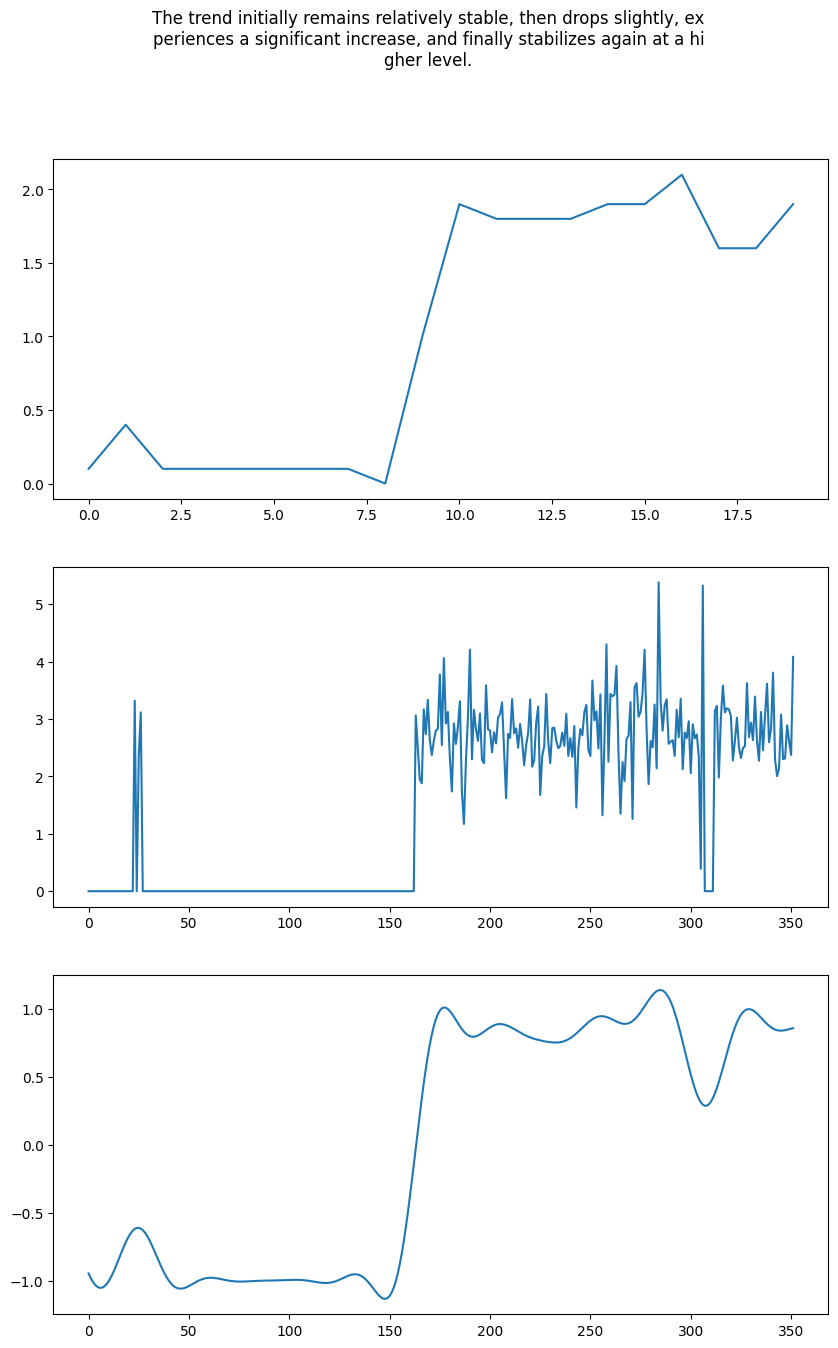 The trend initially remains relatively stable, then drops slightly, ex
periences a significant increase, and finally stabilizes again at a hi
gher level.
2.0
1.5
1.0
0.5
0.0
0.0 2.5 5.0 7.5 10.0 12.5 15.0 17.5
5
4
3
2
1
0
0 50 100 150 200 250 300 350
1.0
0.5
0.0
−0.5
−1.0
0 50 100 150 200 250 300 350